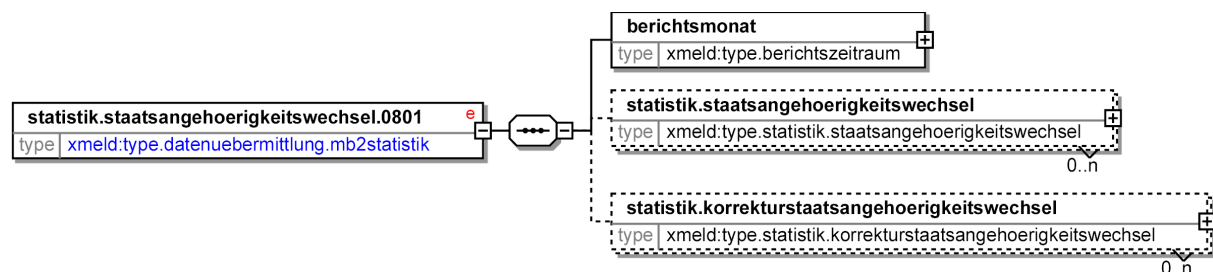 berichtsmonat
type xmeld:type.berichtszeitraum
statistik.staatsangehoerigkeitswechsel.0801 e
type xmeld:type.datenuebermittlung.mb2statistik
statistik.staatsangehoerigkeitswechsel
type xmeld:type.statistik.staatsangehoerigkeitswechsel
0..n
statistik.korrekturstaatsangehoerigkeitswechsel
type xmeld:type.statistik.korrekturstaatsangehoerigkeitswechsel
0..n